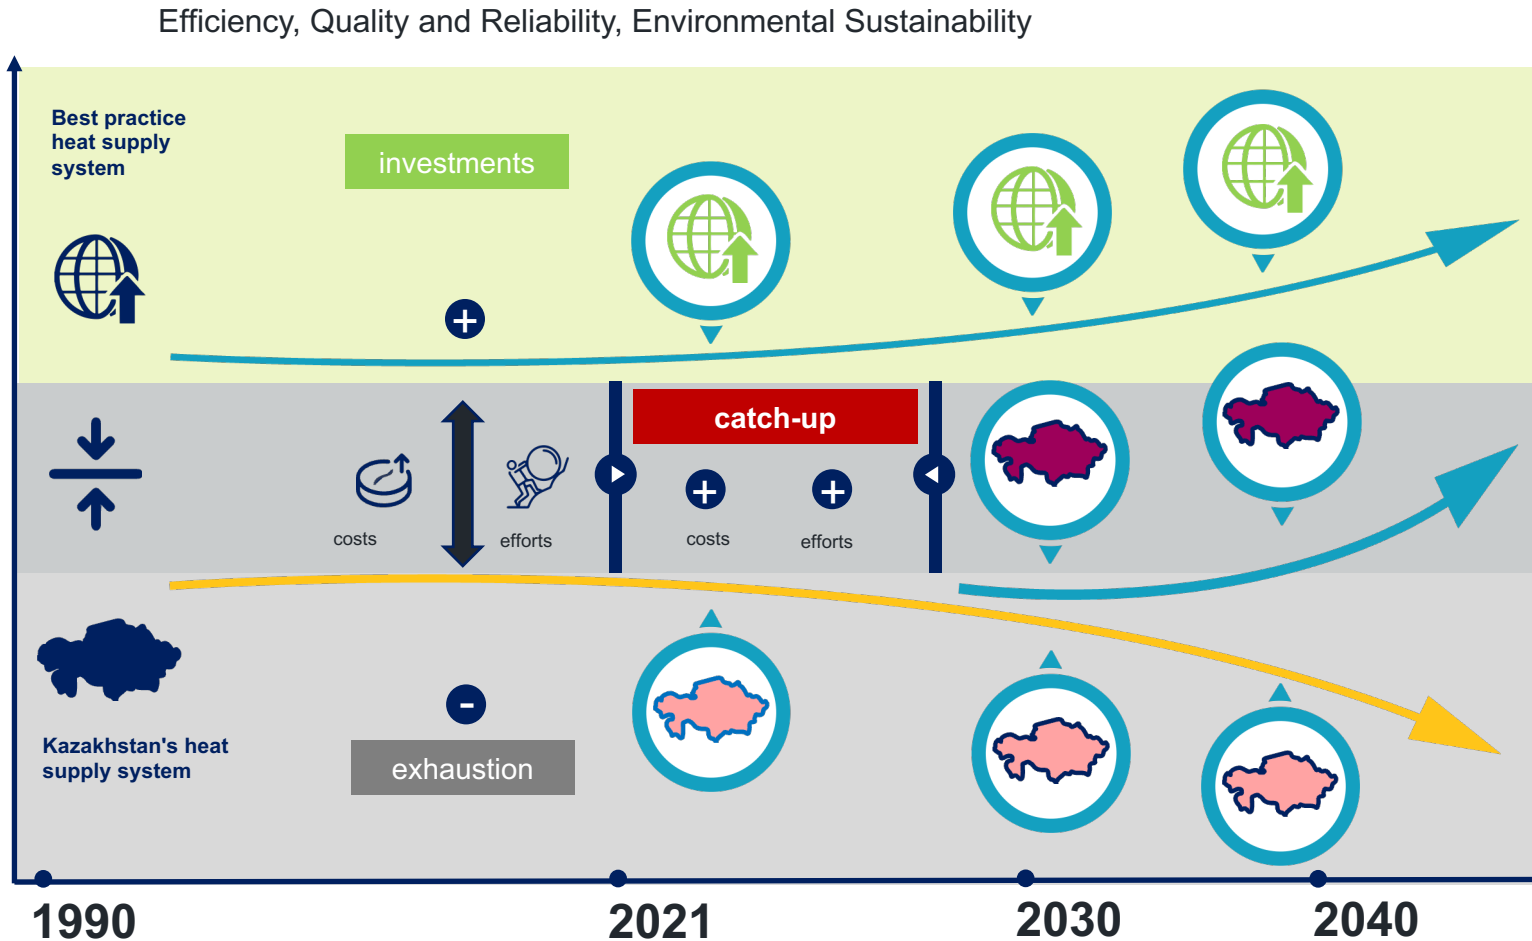 Efficiency, Quality and Reliability, Environmental Sustainability
Best practice
heat supply
system
investments
+
catch-up
+
+
costs
efforts
costs
efforts
-
Kazakhstan's heat
supply system
exhaustion
1990
2021
2030
2040